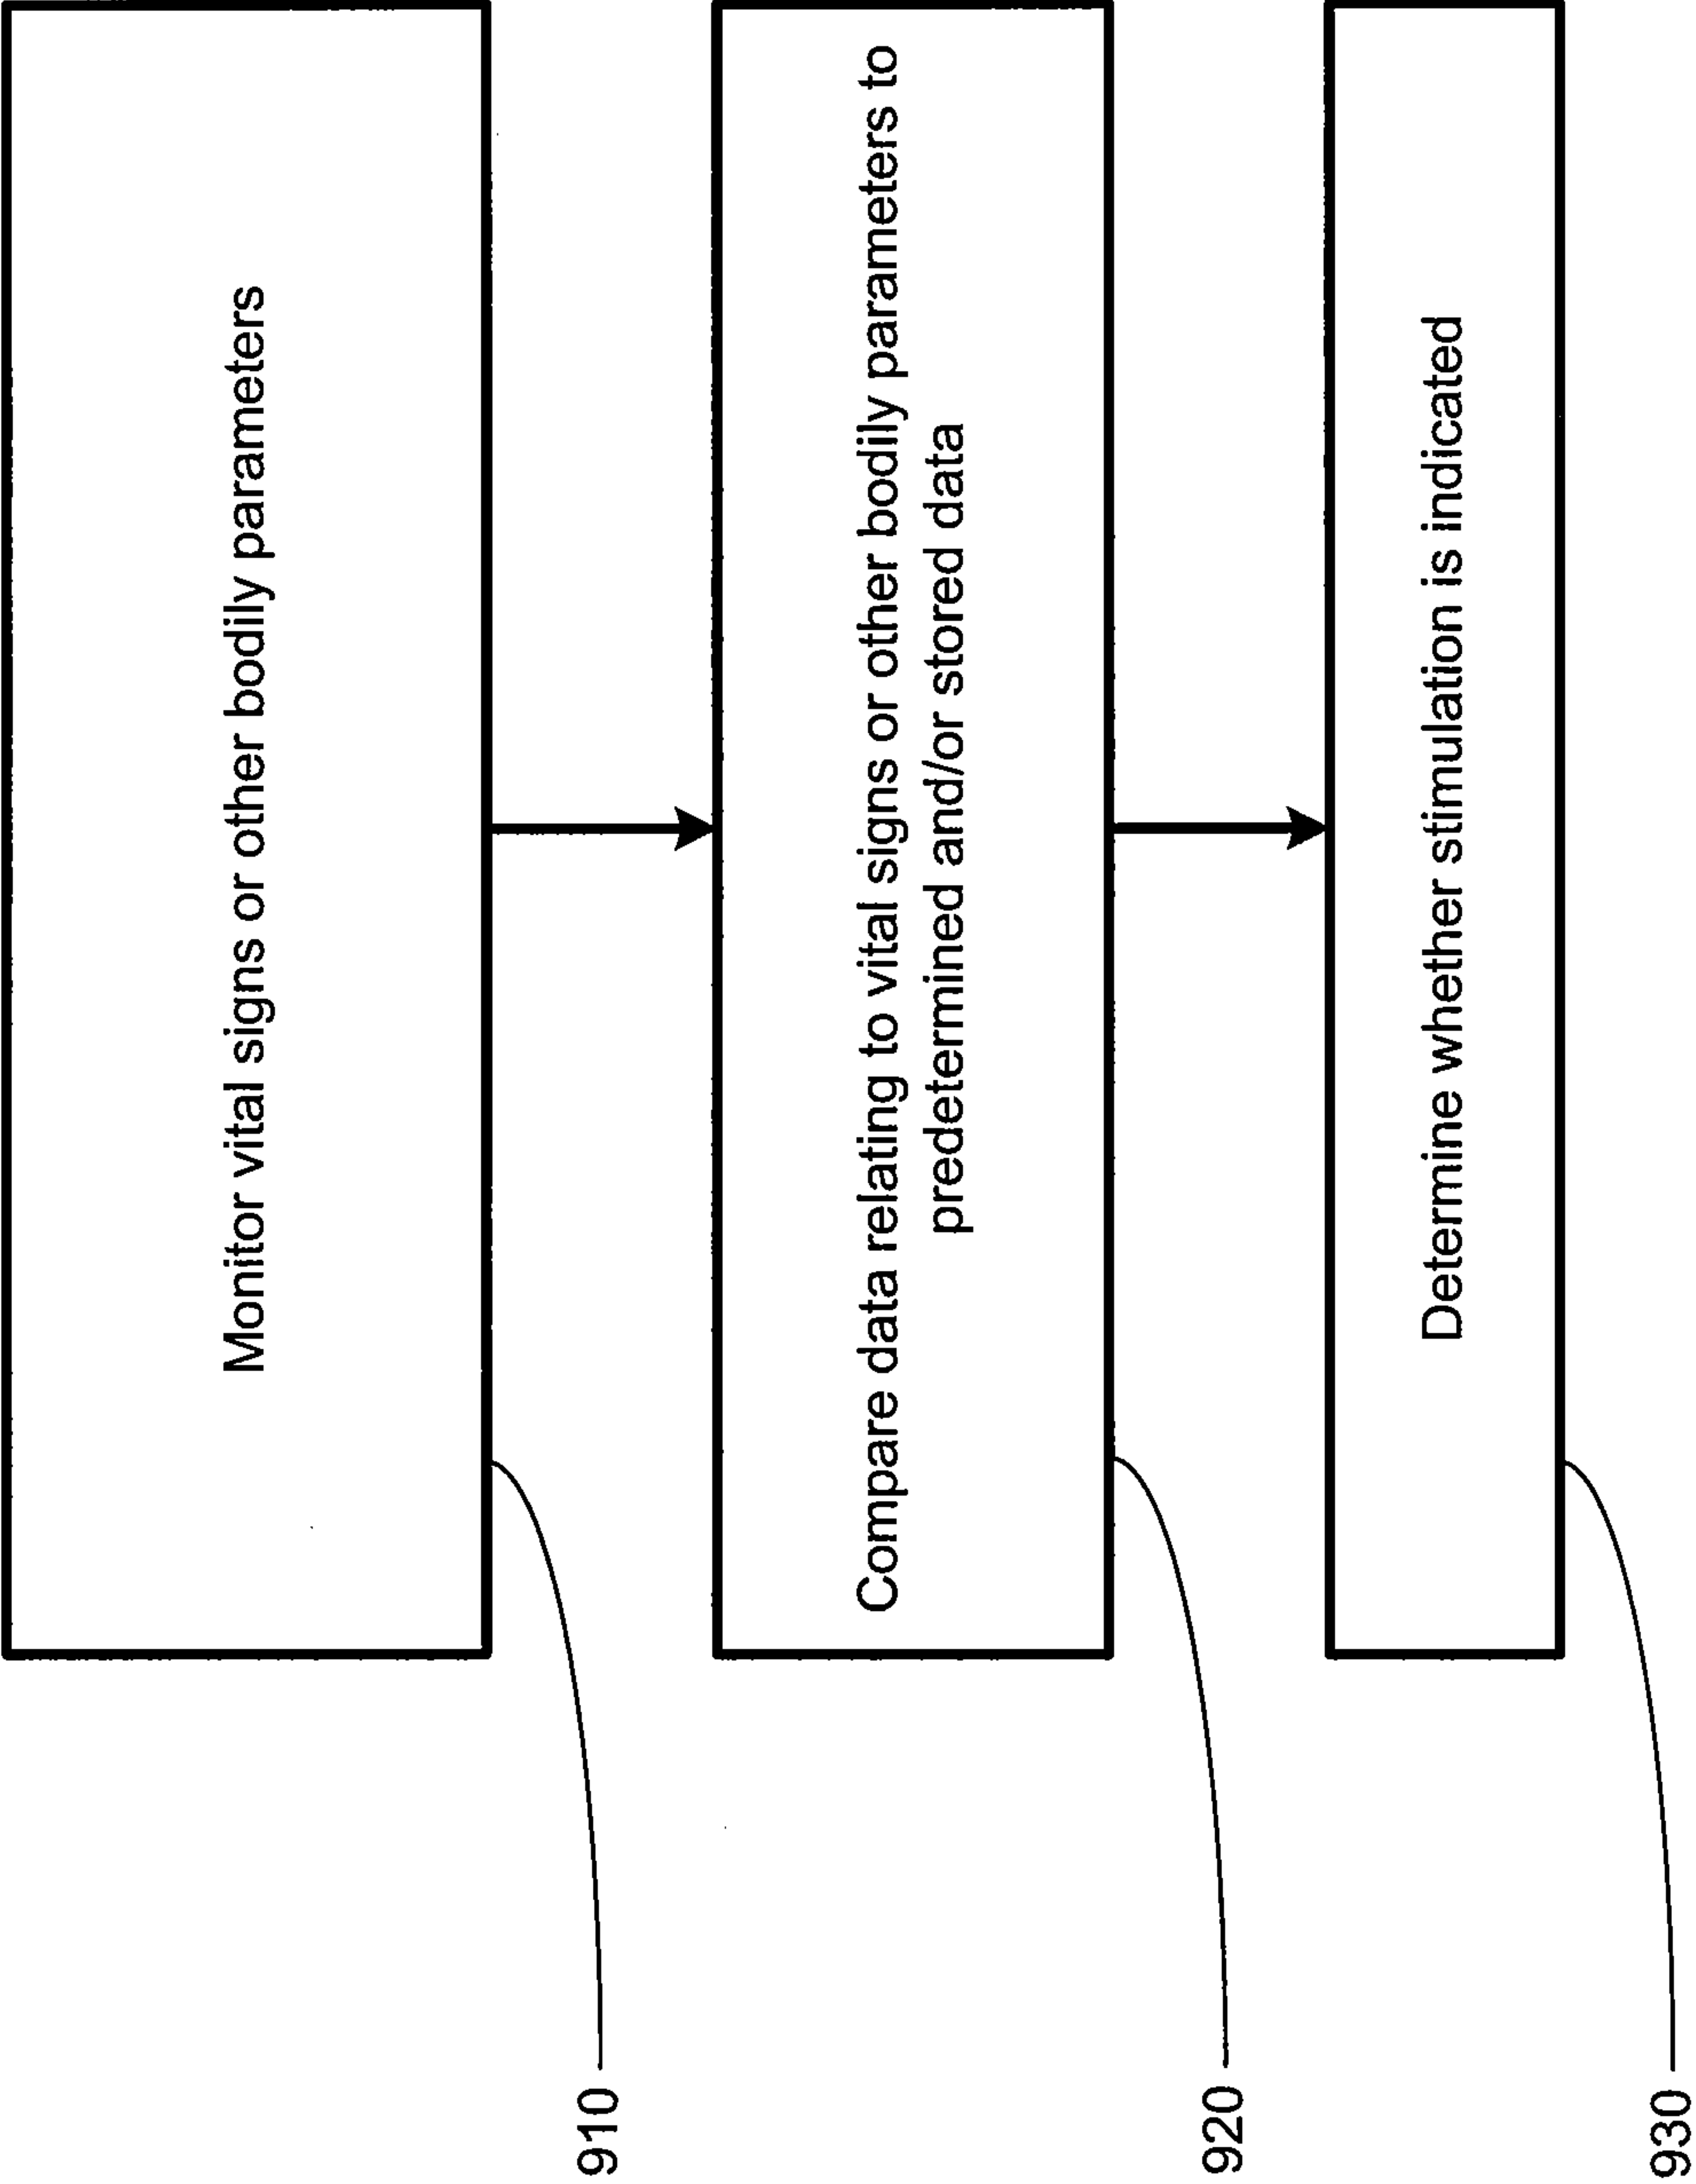 Monitor vital signs or other bodily parameters
910
Compare data relating to vital signs or other bodily parameters to
predetermined and/or stored data
920
Determine whether stimulation is indicated
930